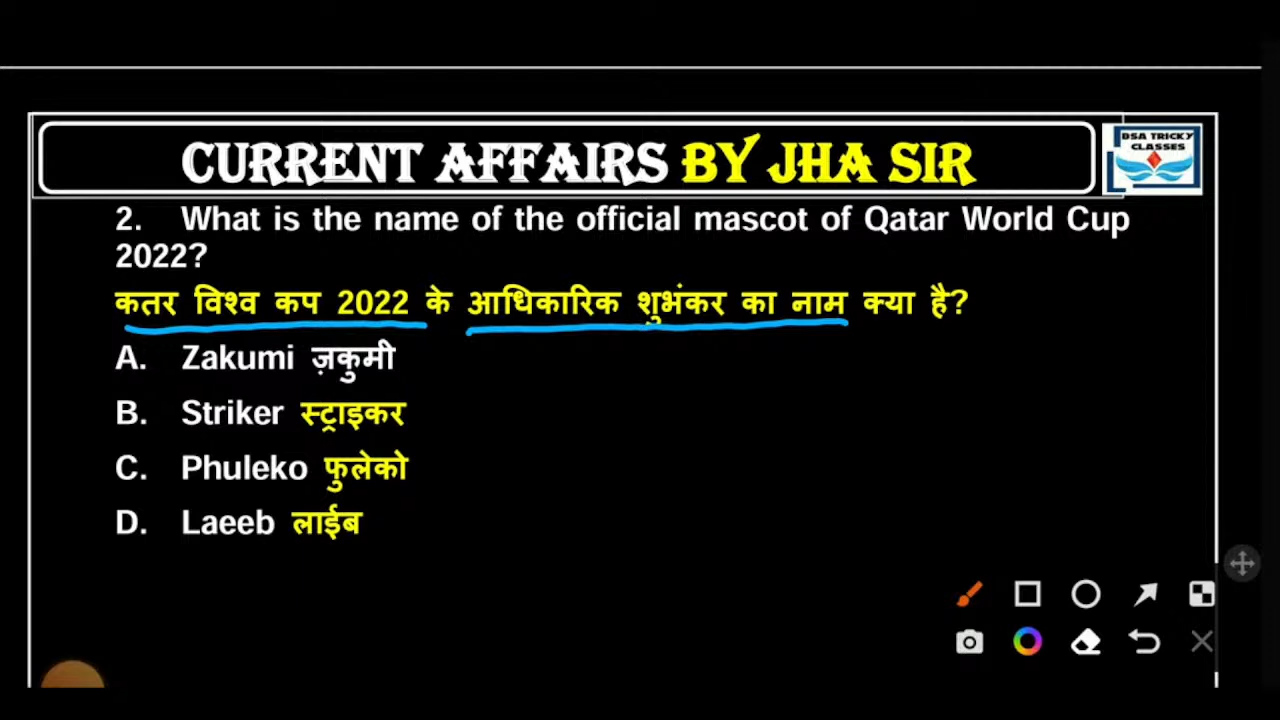 CURRENT AFFAIRS BY JHA SIR
DSA TRICKY
CLASSES
2. What is the name of the official mascot of Qatar World Cup
2022?
कतर विश्व कप 2022 के आधिकारिक शुभंकर का नाम क्या है?
A. Zakumi ज़कुमी
B. Striker स्ट्राइकर
C. Phuleko फुलेको
D. Laeeb लाईब